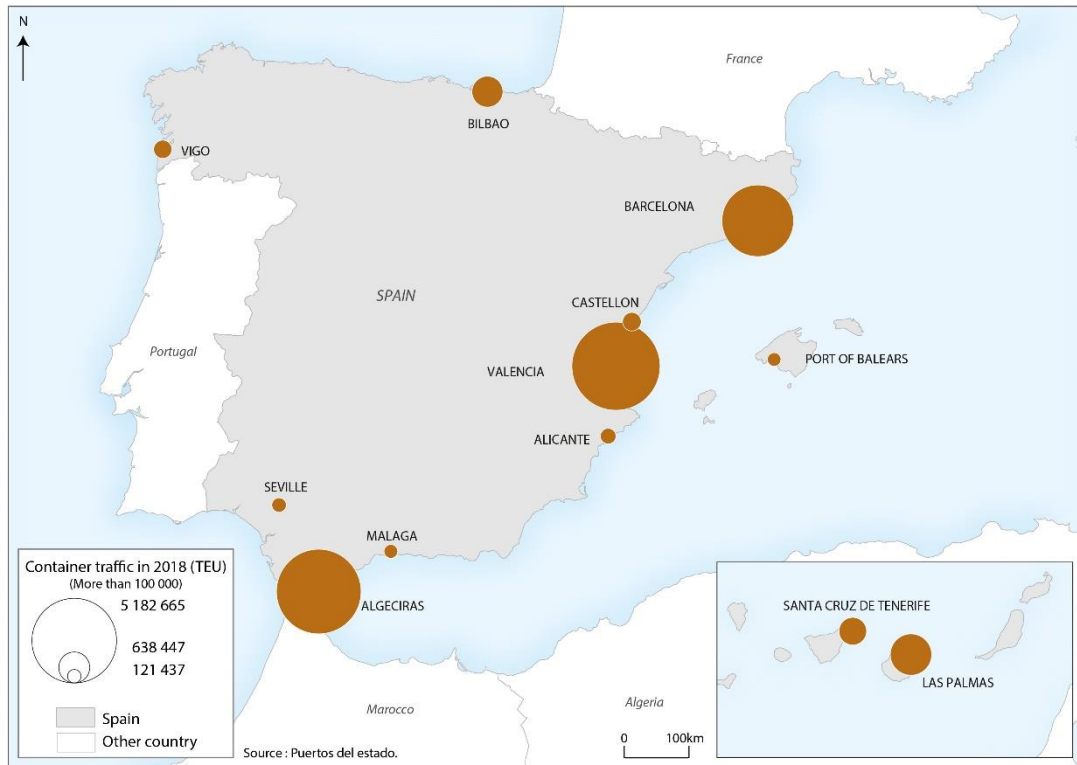 N
France
BILBAO
VIGO
BARCELONA
SPAIN
CASTELLON
Portugal
PORT OF BALEARS
VALENCIA
ALICANTE
SEVILLE
MALAGA
ALGECIRAS
Container traffic in 2018 (TEU)
(More than 100 000)
5 182 665
638 447
121 437
Spain
Other country
Source : Puertos del estado.
Marocco
Algeria
0 100km
SANTA CRUZ DE TENERIFE
LAS PALMAS